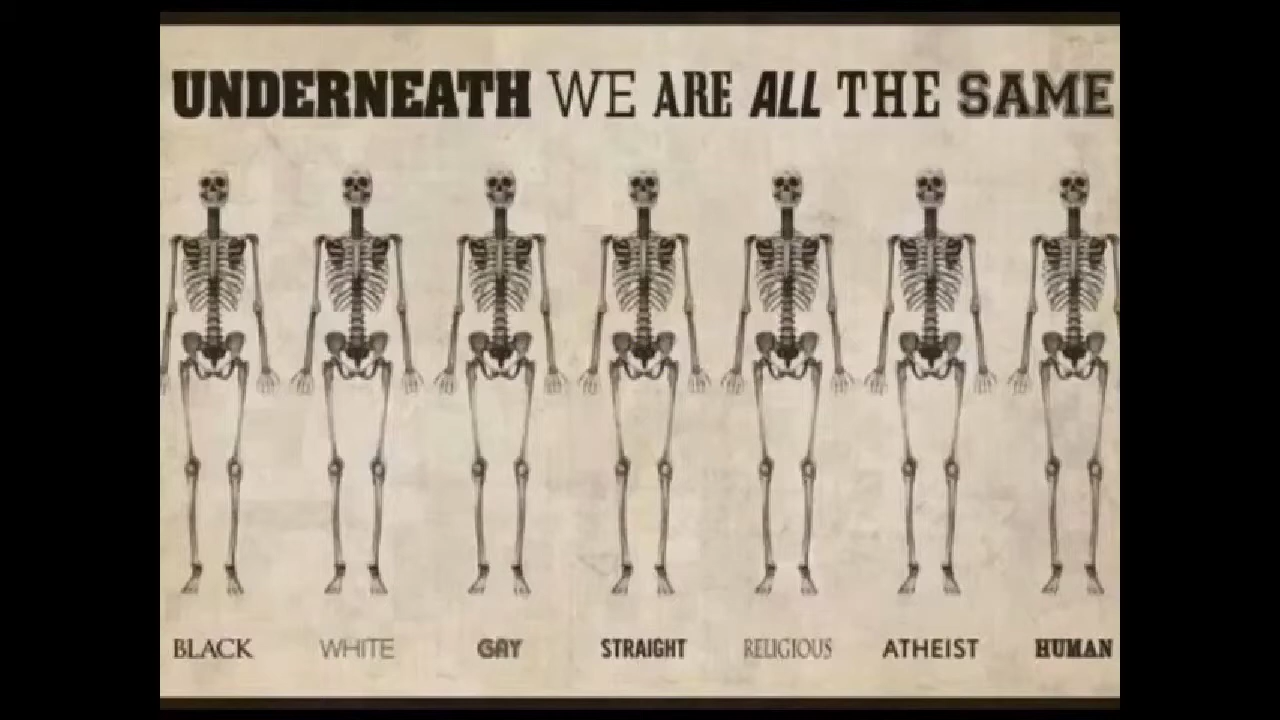 UNDERNEATH WE ARE ALL THE SAME
BLACK WHITE GAY STRAIGHT RELIGIOUS ATHEIST HUMAN